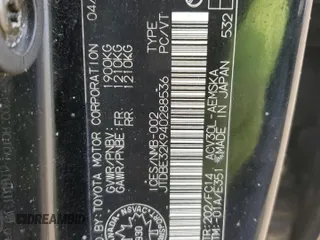 BY: TOYOTA MOTOR CORPORATION 04/
GVWR/PNBV: 1900KG
GAWR/PNBE: FR. 1210KG
RR. 1210KG
ICES/NMB-002 TYPE:
JTDBE32K940288536 PC/VT
MVSAC
TR: 202/FC14 ACV30L-AEMSKA 532
TM-01A/E351 MADE IN JAPAN